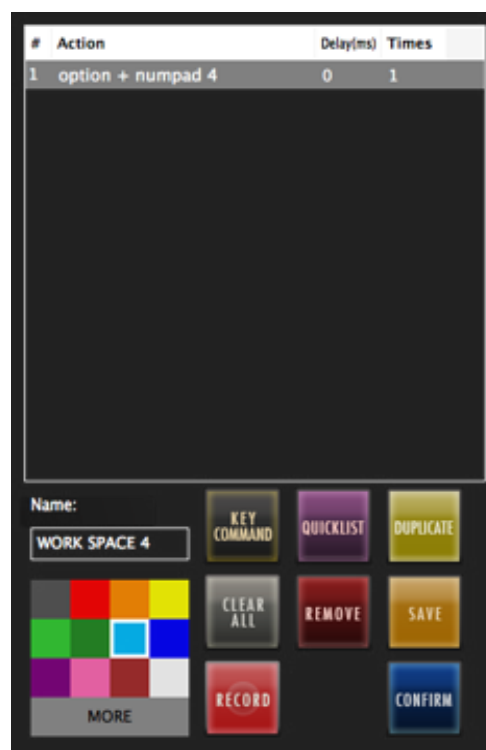 # Action Delay(ms) Times
1 option + numpad 4 0 1
Name:
WORK SPACE 4
KEY
COMMAND
QUICKLIST
DUPLICATE
CLEAR
ALL
REMOVE
SAVE
MORE
RECORD
CONFIRM